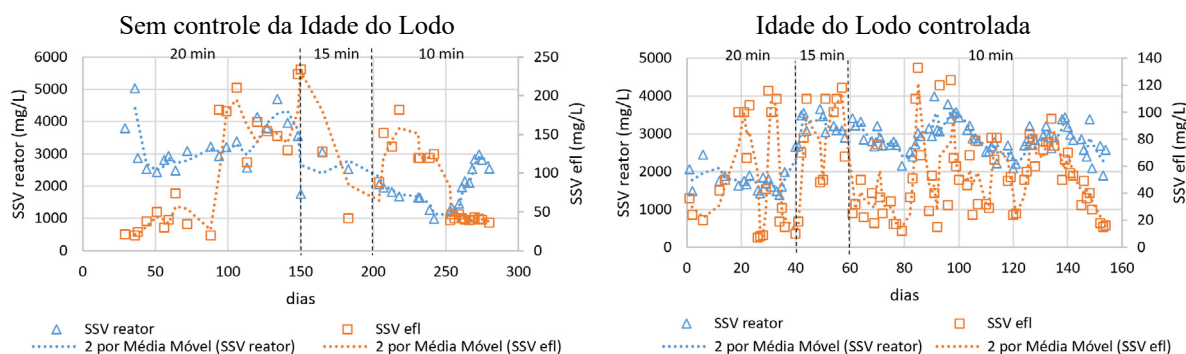 Sem controle da Idade do Lodo
20 min 15 min 10 min
6000
5000
4000
3000
2000
1000
0
SSV reator (mg/L)
250
200
150
100
50
0
SSV efl (mg/L)
0 50 100 150 200 250 300
dias
SSV reator SSV efl
2 por Média Móvel (SSV reator) 2 por Média Móvel (SSV efl)
Idade do Lodo controlada
20 min 15 min 10 min
5000
4000
3000
2000
1000
0
SSV reator (mg/L)
140
120
100
80
60
40
20
0
SSV efl (mg/L)
0 20 40 60 80 100 120 140 160
dias
SSV reator SSV efl
2 por Média Móvel (SSV reator) 2 por Média Móvel (SSV efl)